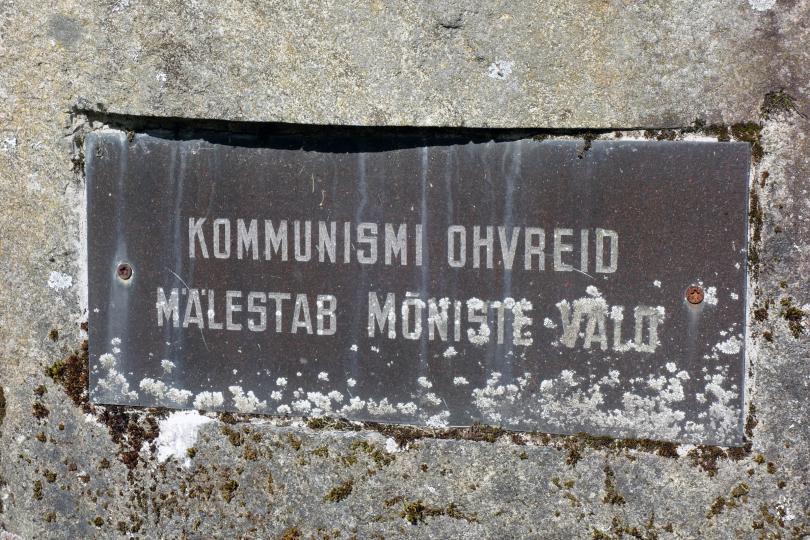 KOMMUNISMI OHVREID
MÄLESTAB MÕNISTE VALD